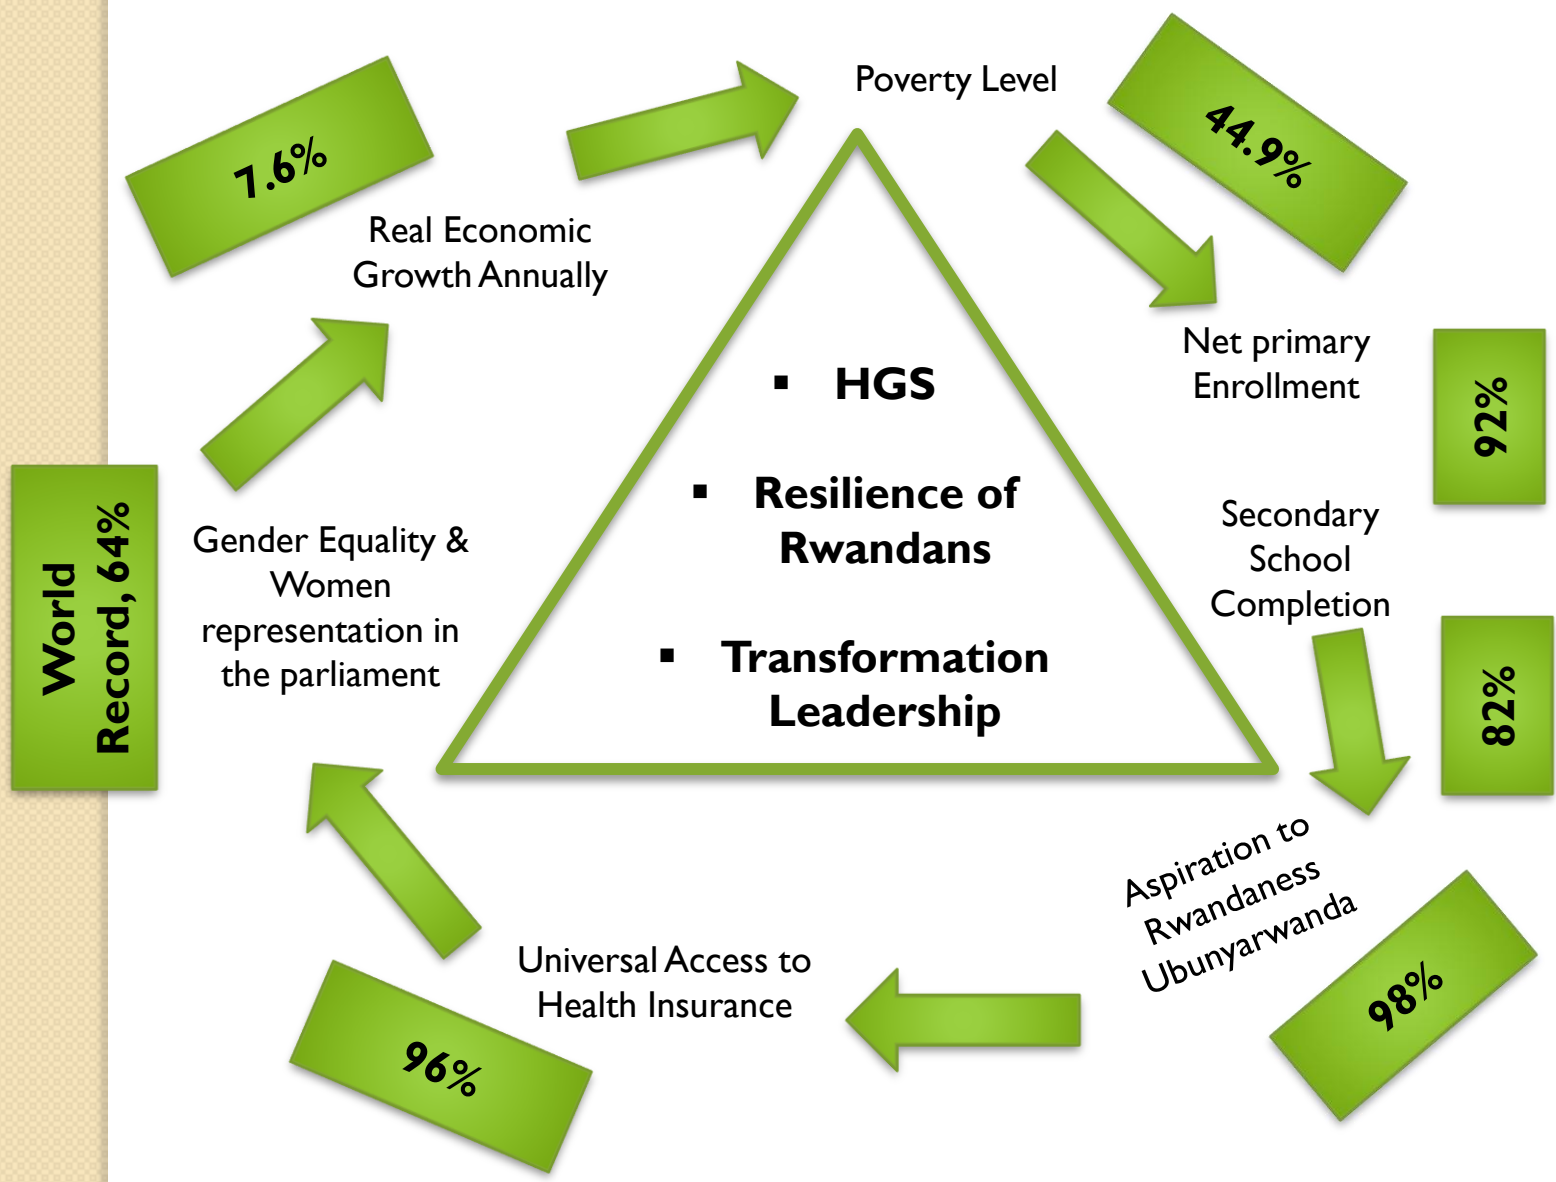 Poverty Level
44.9%
7.6%
Real Economic
Growth Annually
Net primary
Enrollment
92%
▪ HGS
▪ Resilience of
Rwandans
▪ Transformation
Leadership
Secondary
School
Completion
82%
World
Record, 64%
Gender Equality &
Women
representation in
the parliament
Aspiration to
Rwandaness
Ubunyarwanda
98%
Universal Access to
Health Insurance
96%